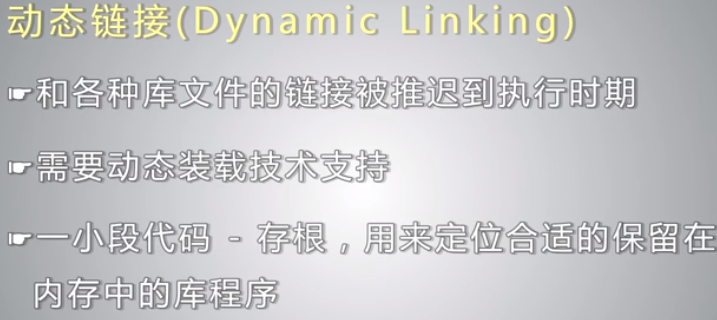 动态链接(Dynamic Linking)
☛和各种库文件的链接被推迟到执行时期
☛需要动态装载技术支持
☛一小段代码 - 存根，用来定位合适的保留在
内存中的库程序